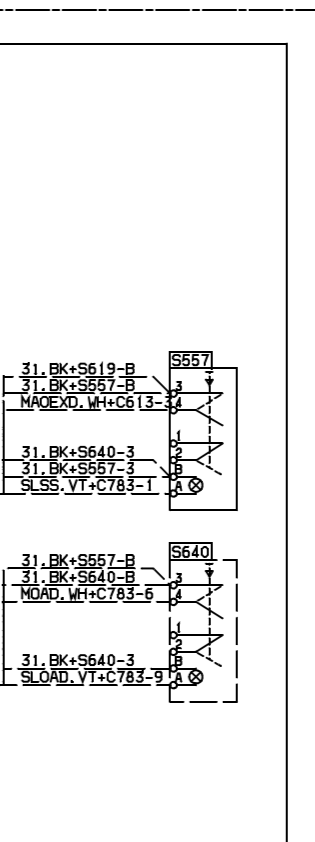 S557
31.BK+S619-B
31.BK+S557-B 3
MAOEXD.WH+C613-3 4
1
31.BK+S640-3 2
31.BK+S557-3 B
SLSS.VT+C783-1 A
S640
31.BK+S557-B
31.BK+S640-B 3
MOAD.WH+C783-6 4
1
2
31.BK+S640-3 B
SLOAD.VT+C783-9 A